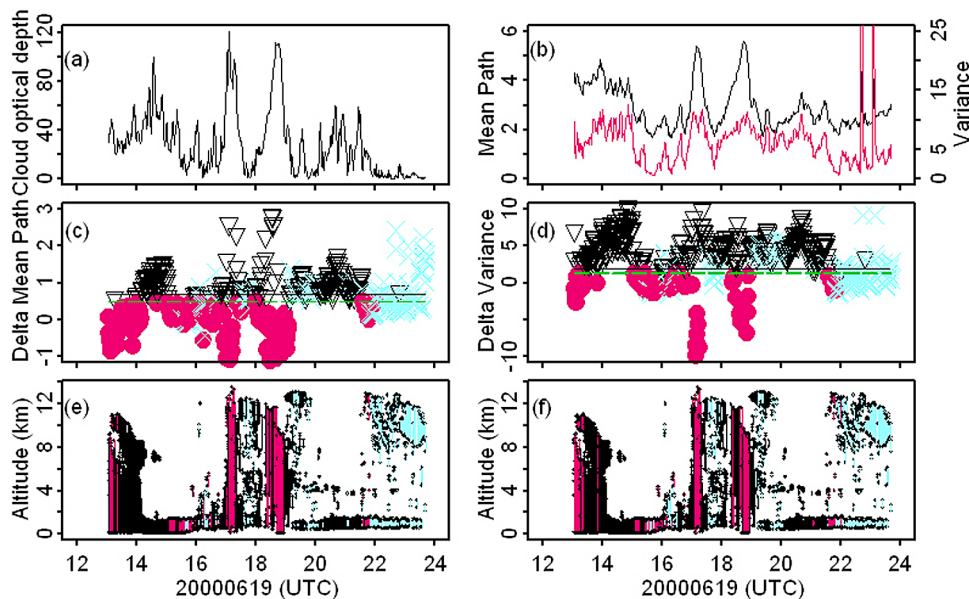 Cloud optical depth
120
80
40
0
(a)
Mean Path
6
4
2
0
(b)
25
20
15
10
5
0
Variance
Delta Mean Path
3
2
1
0
-1
(c)
Delta Variance
10
5
0
-10
(d)
Altitude (km)
12
8
4
0
(e)
14 16 18 20 22 24
20000619 (UTC)
Altitude (km)
12
8
4
0
(f)
14 16 18 20 22 24
20000619 (UTC)